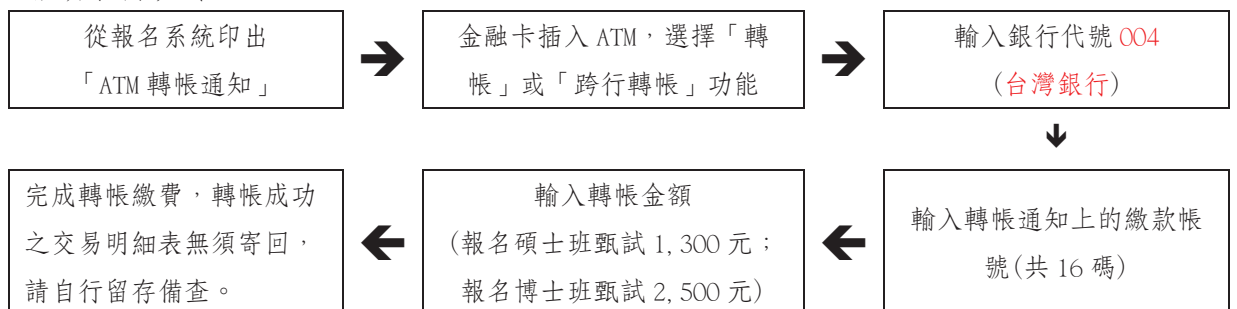 從報名系統印出
「ATM 轉帳通知」
金融卡插入 ATM,選擇「轉
帳」或「跨行轉帳」功能
輸入銀行代號 004
(台灣銀行)
輸入轉帳通知上的繳款帳
號(共 16 碼)
輸入轉帳金額
(報名碩士班甄試 1,300 元;
報名博士班甄試 2,500 元)
完成轉帳繳費,轉帳成功
之交易明細表無須寄回,
請自行留存備查。